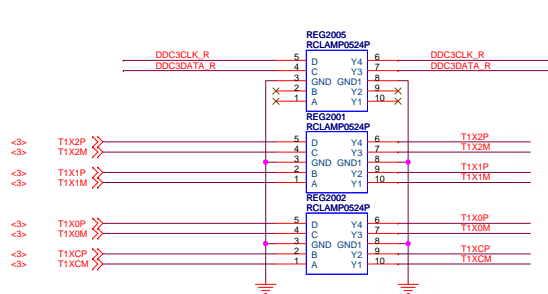 REG2005
RCLAMP0524P
DDC3CLK_R 5 D Y4 6 DDC3CLK_R
DDC3DATA_R 4 C Y3 7 DDC3DATA_R
3 GND GND1 8
2 B Y2 9
1 A Y1 10
REG2001
RCLAMP0524P
<3> T1X2P 5 D Y4 6 T1X2P
<3> T1X2M 4 C Y3 7 T1X2M
3 GND GND1 8
<3> T1X1P 2 B Y2 9 T1X1P
<3> T1X1M 1 A Y1 10 T1X1M
REG2002
RCLAMP0524P
<3> T1X0P 5 D Y4 6 T1X0P
<3> T1X0M 4 C Y3 7 T1X0M
3 GND GND1 8
<3> T1XCP 2 B Y2 9 T1XCP
<3> T1XCM 1 A Y1 10 T1XCM